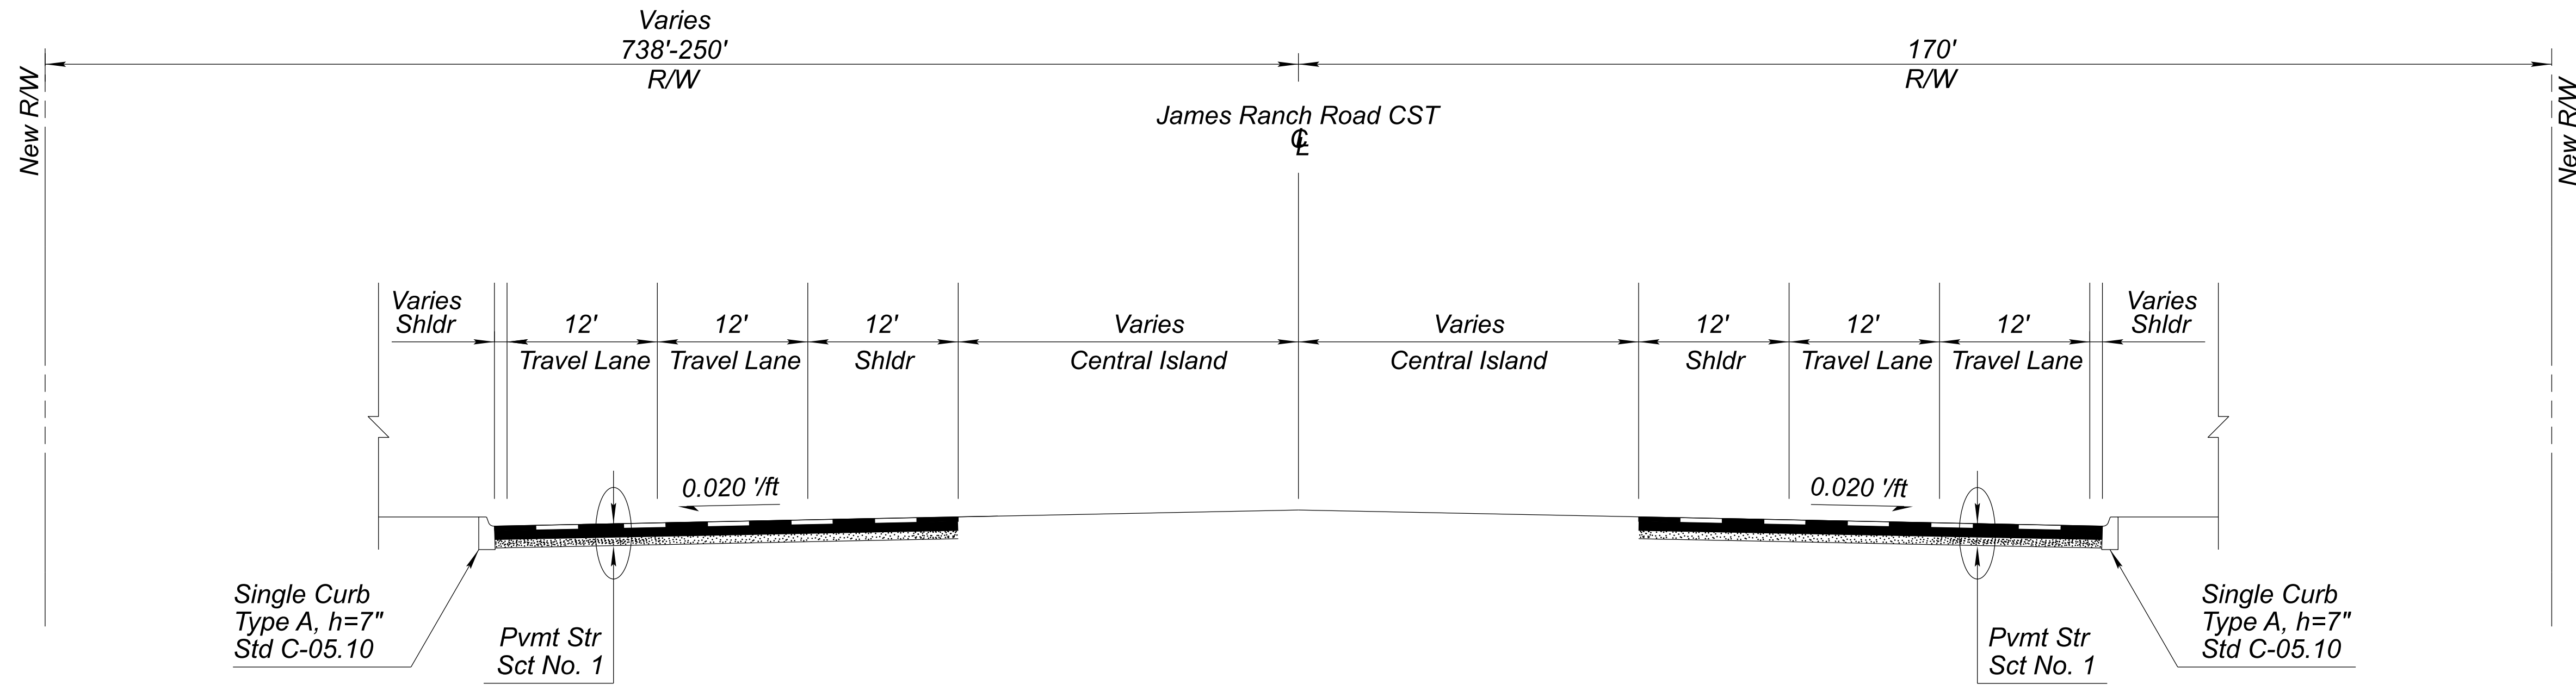 Varies
738'-250'
R/W
170'
R/W
New R/W
New R/W
James Ranch Road CST
℄
Varies
Shldr
12'
Travel Lane
12'
Travel Lane
12'
Shldr
Varies
Central Island
Varies
Central Island
12'
Shldr
12'
Travel Lane
12'
Travel Lane
Varies
Shldr
0.020 '/ft
0.020 '/ft
Single Curb
Type A, h=7"
Std C-05.10
Pvmt Str
Sct No. 1
Pvmt Str
Sct No. 1
Single Curb
Type A, h=7"
Std C-05.10